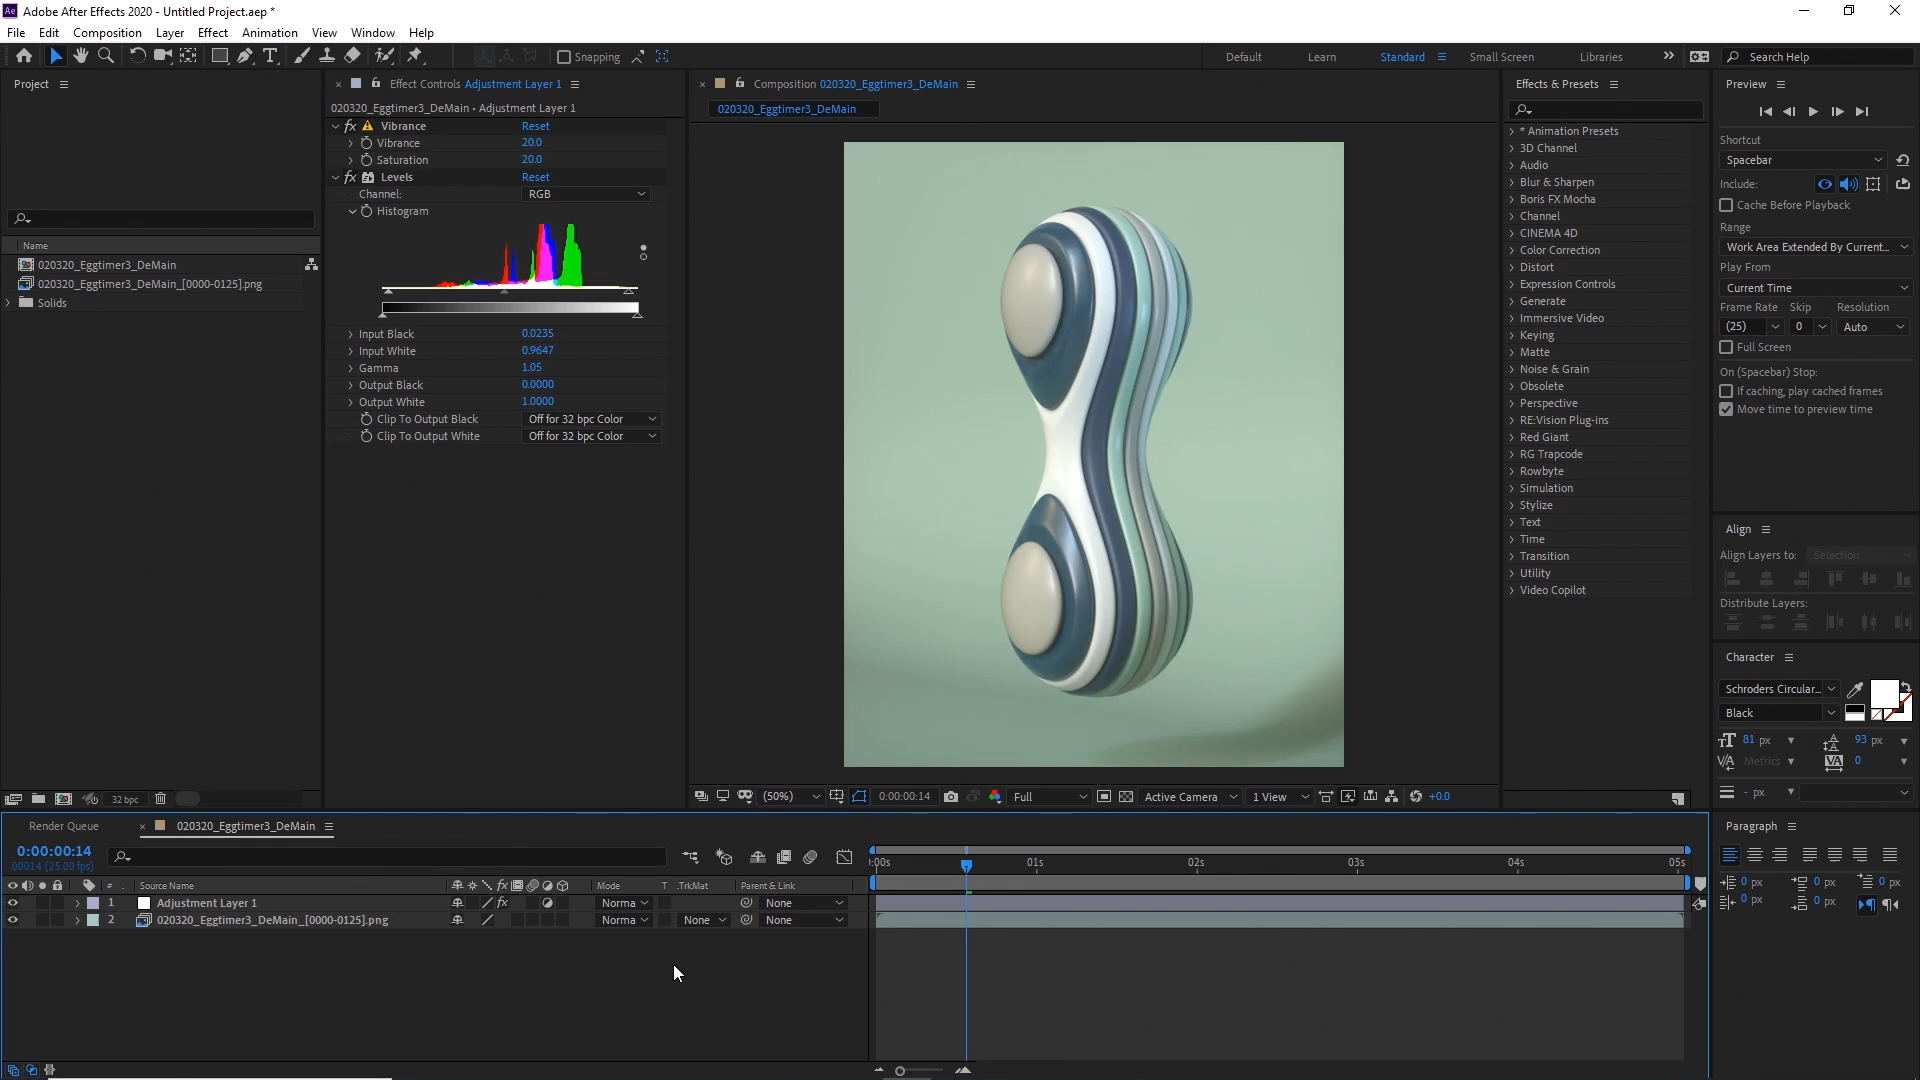 Ae Adobe After Effects 2020 - Untitled Project.aep *
File Edit Composition Layer Effect Animation View Window Help
Snapping
Default Learn Standard Small Screen Libraries
Search Help
Project
Name
020320_Eggtimer3_DeMain
020320_Eggtimer3_DeMain_[0000-0125].png
Solids
32 bpc
Effect Controls Adjustment Layer 1
020320_Eggtimer3_DeMain • Adjustment Layer 1
fx Vibrance Reset
Vibrance 20.0
Saturation 20.0
fx Levels Reset
Channel: RGB
Histogram
Input Black 0.0235
Input White 0.9647
Gamma 1.05
Output Black 0.0000
Output White 1.0000
Clip To Output Black Off for 32 bpc Color
Clip To Output White Off for 32 bpc Color
Composition 020320_Eggtimer3_DeMain
020320_Eggtimer3_DeMain
(50%) 0:00:00:14 Full Active Camera 1 View +0.0
Effects & Presets
* Animation Presets
3D Channel
Audio
Blur & Sharpen
Boris FX Mocha
Channel
CINEMA 4D
Color Correction
Distort
Expression Controls
Generate
Immersive Video
Keying
Matte
Noise & Grain
Obsolete
Perspective
RE:Vision Plug-ins
Red Giant
RG Trapcode
Rowbyte
Simulation
Stylize
Text
Time
Transition
Utility
Video Copilot
Preview
Shortcut
Spacebar
Include:
Cache Before Playback
Range
Work Area Extended By Current...
Play From
Current Time
Frame Rate Skip Resolution
(25) 0 Auto
Full Screen
On (Spacebar) Stop:
If caching, play cached frames
Move time to preview time
Align
Align Layers to: Selection
Distribute Layers:
Character
Schroders Circular...
Black
81 px 93 px
Metrics 0
- px
Paragraph
0 px 0 px 0 px
0 px 0 px
Render Queue 020320_Eggtimer3_DeMain
0:00:00:14
00014 (25.00 fps)
:00s 01s 02s 03s 04s 05s
# Source Name fx Mode T .TrkMat Parent & Link
1 Adjustment Layer 1 fx Norma None
2 020320_Eggtimer3_DeMain_[0000-0125].png Norma None None